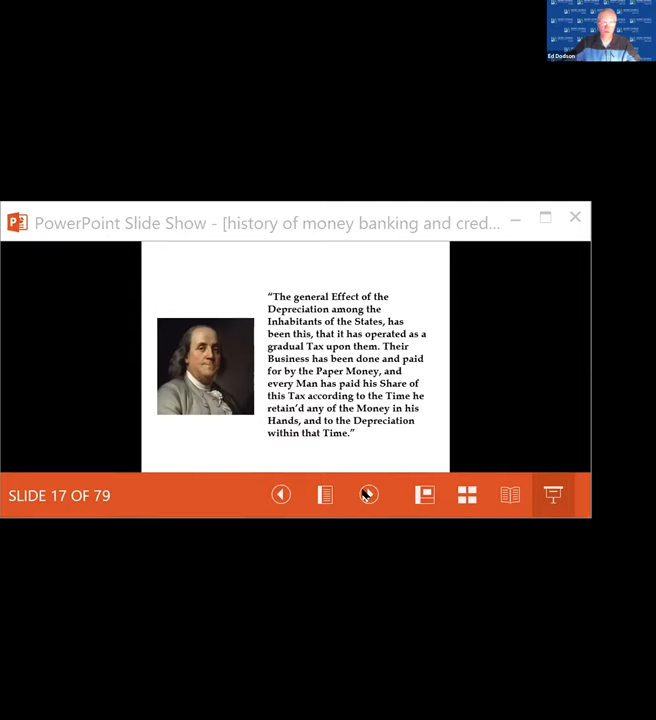 Ed Dodson
PowerPoint Slide Show - [history of money banking and cred...
“The general Effect of the
Depreciation among the
Inhabitants of the States, has
been this, that it has operated as a
gradual Tax upon them. Their
Business has been done and paid
for by the Paper Money, and
every Man has paid his Share of
this Tax according to the Time he
retain’d any of the Money in his
Hands, and to the Depreciation
within that Time.”
SLIDE 17 OF 79